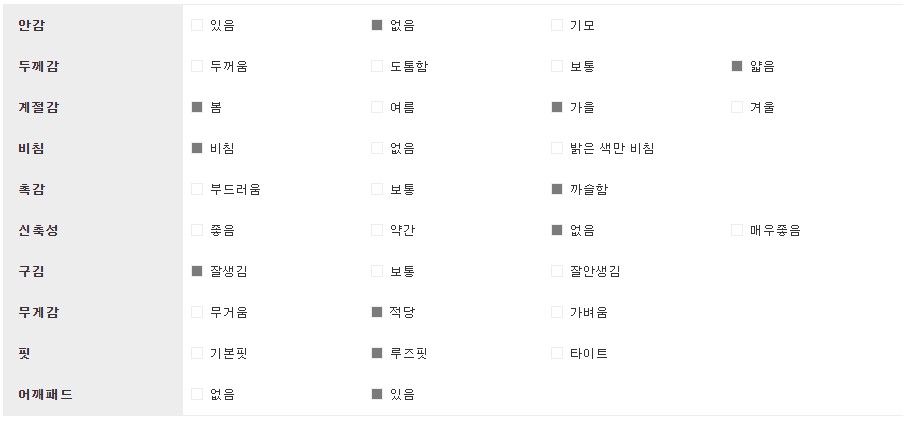 안감 있음 없음 기모
두께감 두꺼움 도톰함 보통 얇음
계절감 봄 여름 가을 겨울
비침 비침 없음 밝은 색만 비침
촉감 부드러움 보통 까슬함
신축성 좋음 약간 없음 매우좋음
구김 잘생김 보통 잘안생김
무게감 무거움 적당 가벼움
핏 기본핏 루즈핏 타이트
어깨패드 없음 있음